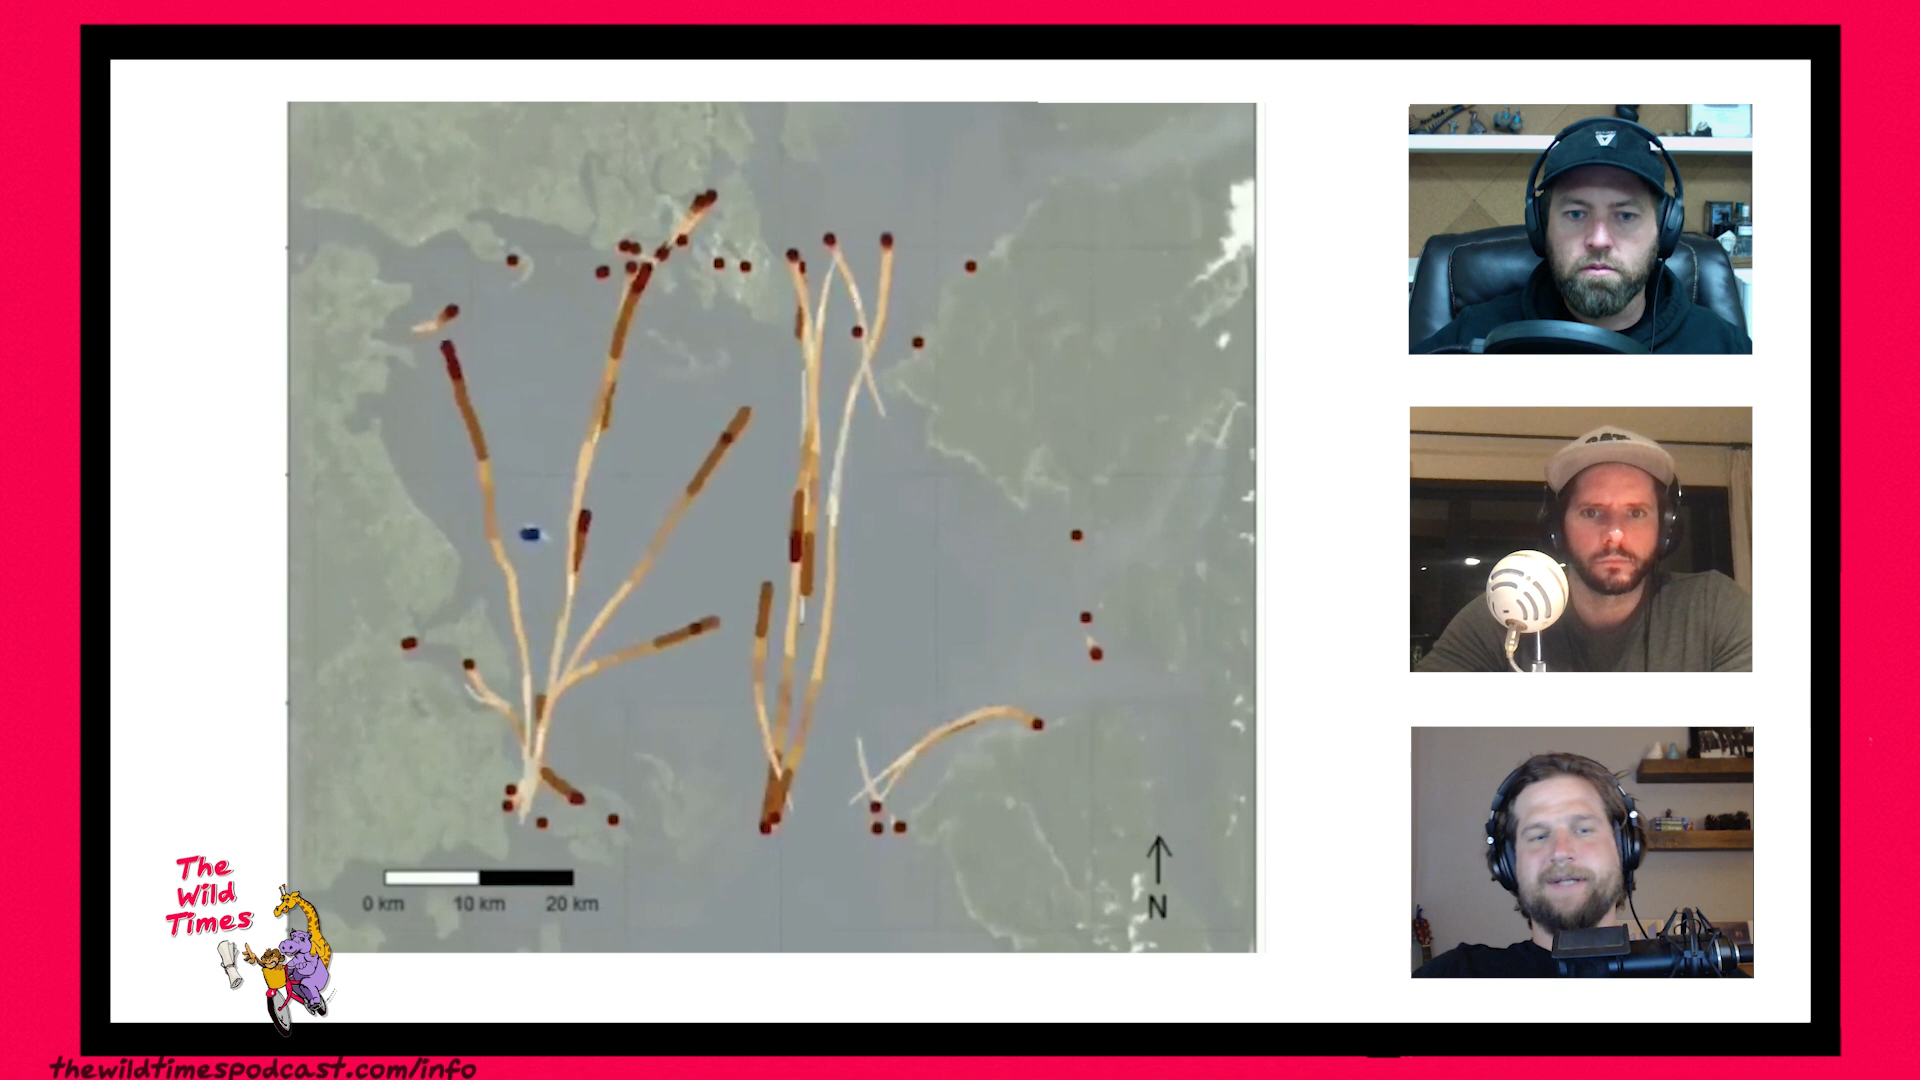 0 km 10 km 20 km
N
The
Wild
Times
thewildtimespodcast.com/info